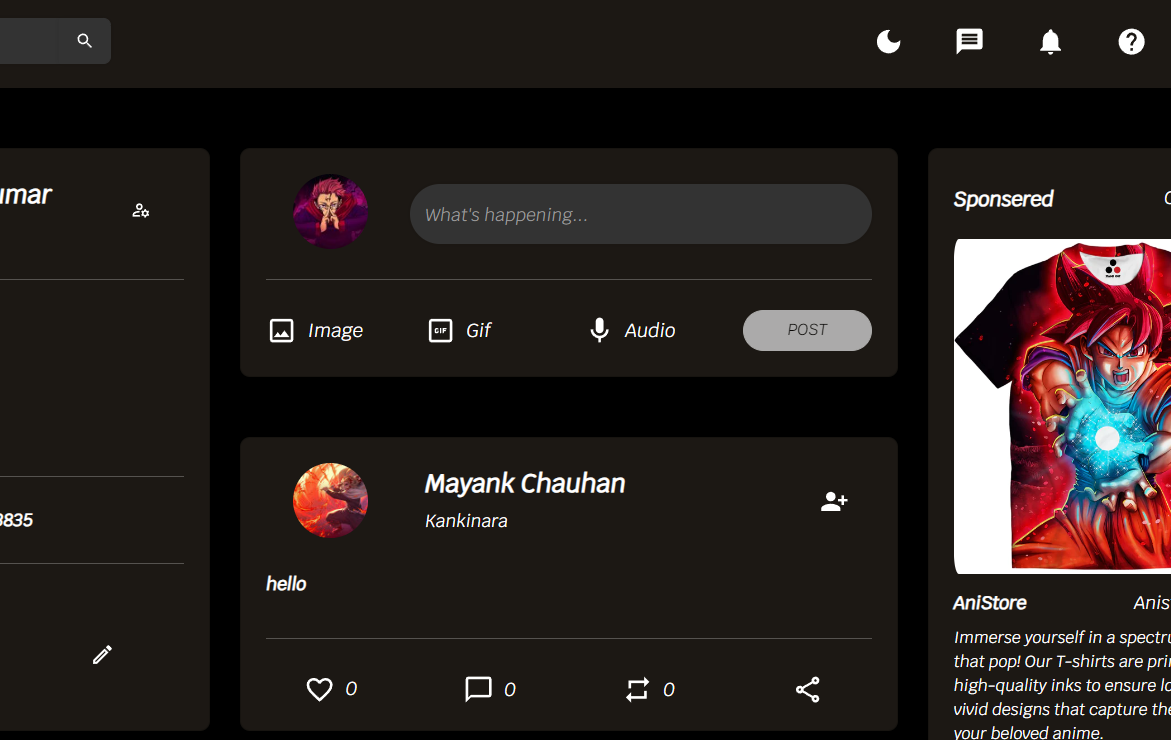 umar
8835
What's happening...
Image
GIF
Gif
Audio
POST
Mayank Chauhan
Kankinara
hello
0
0
0
Sponsered
AniStore
Anis
Immerse yourself in a spectru
that pop! Our T-shirts are prin
high-quality inks to ensure lo
vivid designs that capture the
your beloved anime.